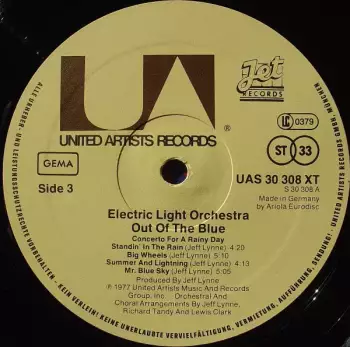 UA
Jet
RECORDS
UNITED ARTISTS RECORDS ®
LC 0379
GEMA
ST 33
Side 3
UAS 30 308 XT
S 30 308 A
Made in Germany
by Ariola Eurodisc
Electric Light Orchestra
Out Of The Blue
Concerto For A Rainy Day
Standin' In The Rain (Jeff Lynne) 4:20
Big Wheels (Jeff Lynne) 5:05
Summer And Lightning (Jeff Lynne) 4:13
Mr. Blue Sky (Jeff Lynne) 5:05
Produced by Jeff Lynne
℗ 1977 United Artists Music and Records
Group, Inc. Orchestral And
Choral Arrangements By Jeff Lynne,
Richard Tandy And Lewis Clark
ALLE URHEBER- UND LEISTUNGSSCHUTZRECHTE VORBEHALTEN · KEIN VERLEIH! KEINE UNERLAUBTE VERVIELFÄLTIGUNG, VERMIETUNG, AUFFÜHRUNG, SENDUNG!